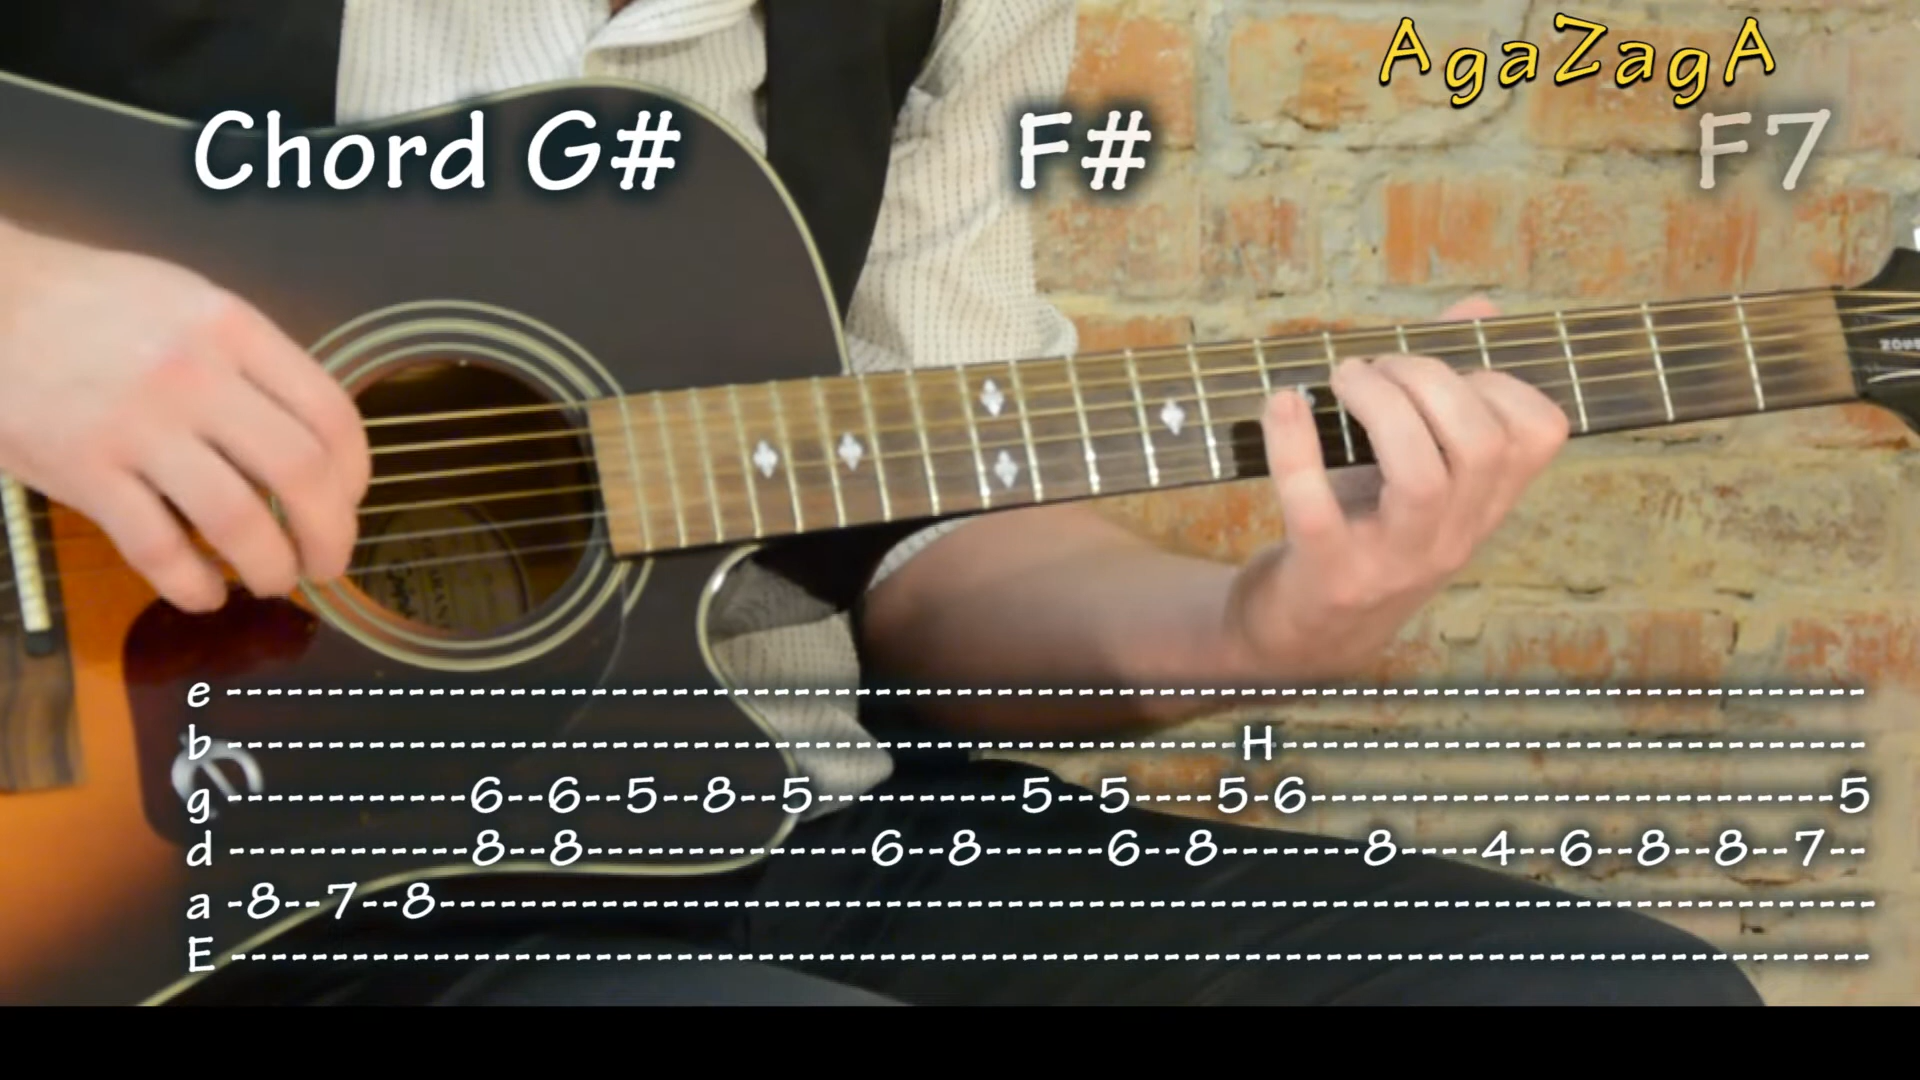 AgaZagA
Chord G# F# F7
e ---------------------------------------------------------------------------------
b --------------------------------------------------H-----------------------------
g ------------6--6--5--8--5----------5--5----5-6---------------------------5
d ------------8--8---------------6--8------6--8-------8----4--6--8--8--7--
a -8--7--8-----------------------------------------------------------------------
E ---------------------------------------------------------------------------------